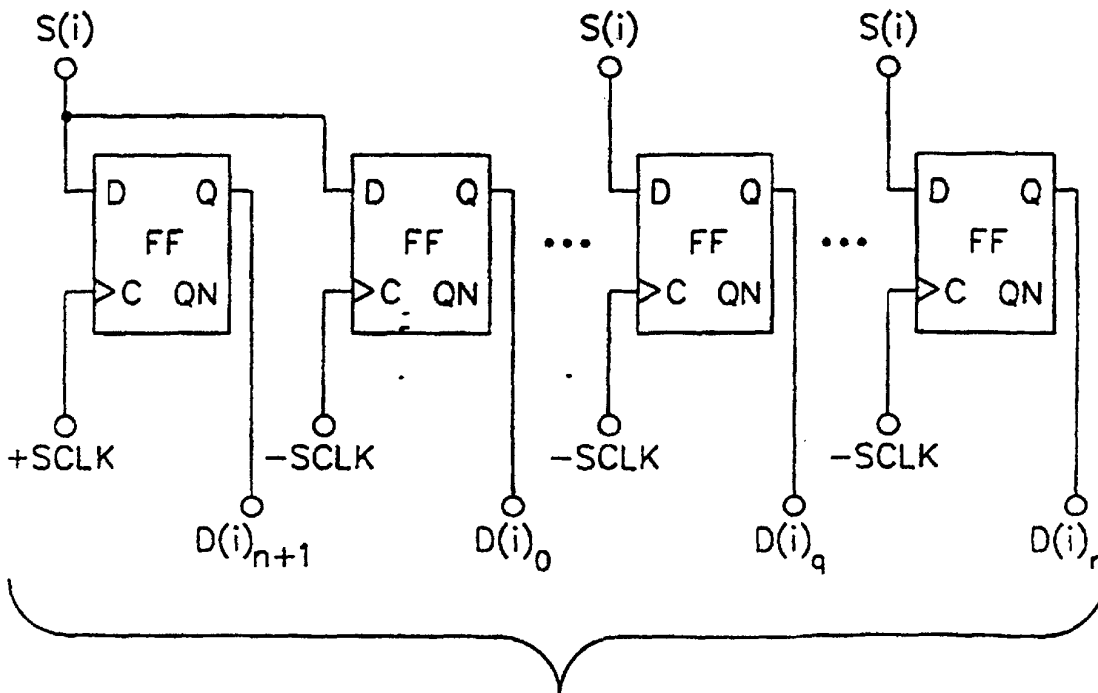 S(i) S(i) S(i)
D Q D Q D Q D Q
FF FF FF FF
C QN C QN C QN C QN
+SCLK -SCLK -SCLK -SCLK
D(i)n+1 D(i)0 D(i)q